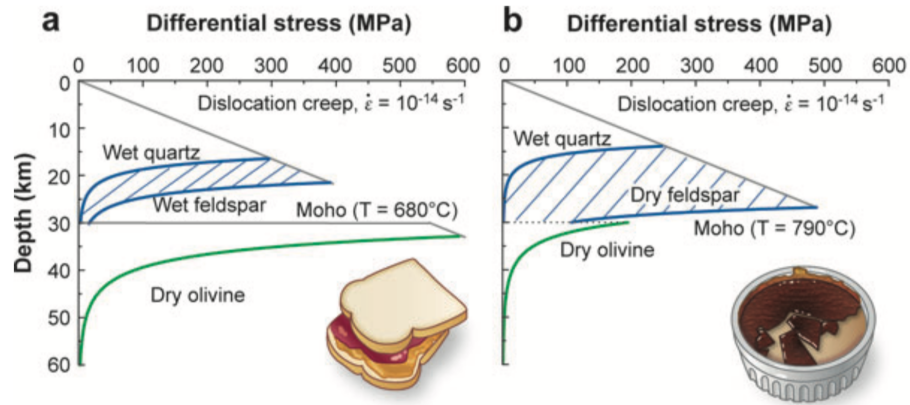 a
Differential stress (MPa)
0 100 200 300 400 500 600
Depth (km)
0
10
20
30
40
50
60
Dislocation creep, ε̇ = 10⁻¹⁴ s⁻¹
Wet quartz
Wet feldspar
Moho (T = 680°C)
Dry olivine
b
Differential stress (MPa)
0 100 200 300 400 500 600
Dislocation creep, ε̇ = 10⁻¹⁴ s⁻¹
Wet quartz
Dry feldspar
Moho (T = 790°C)
Dry olivine